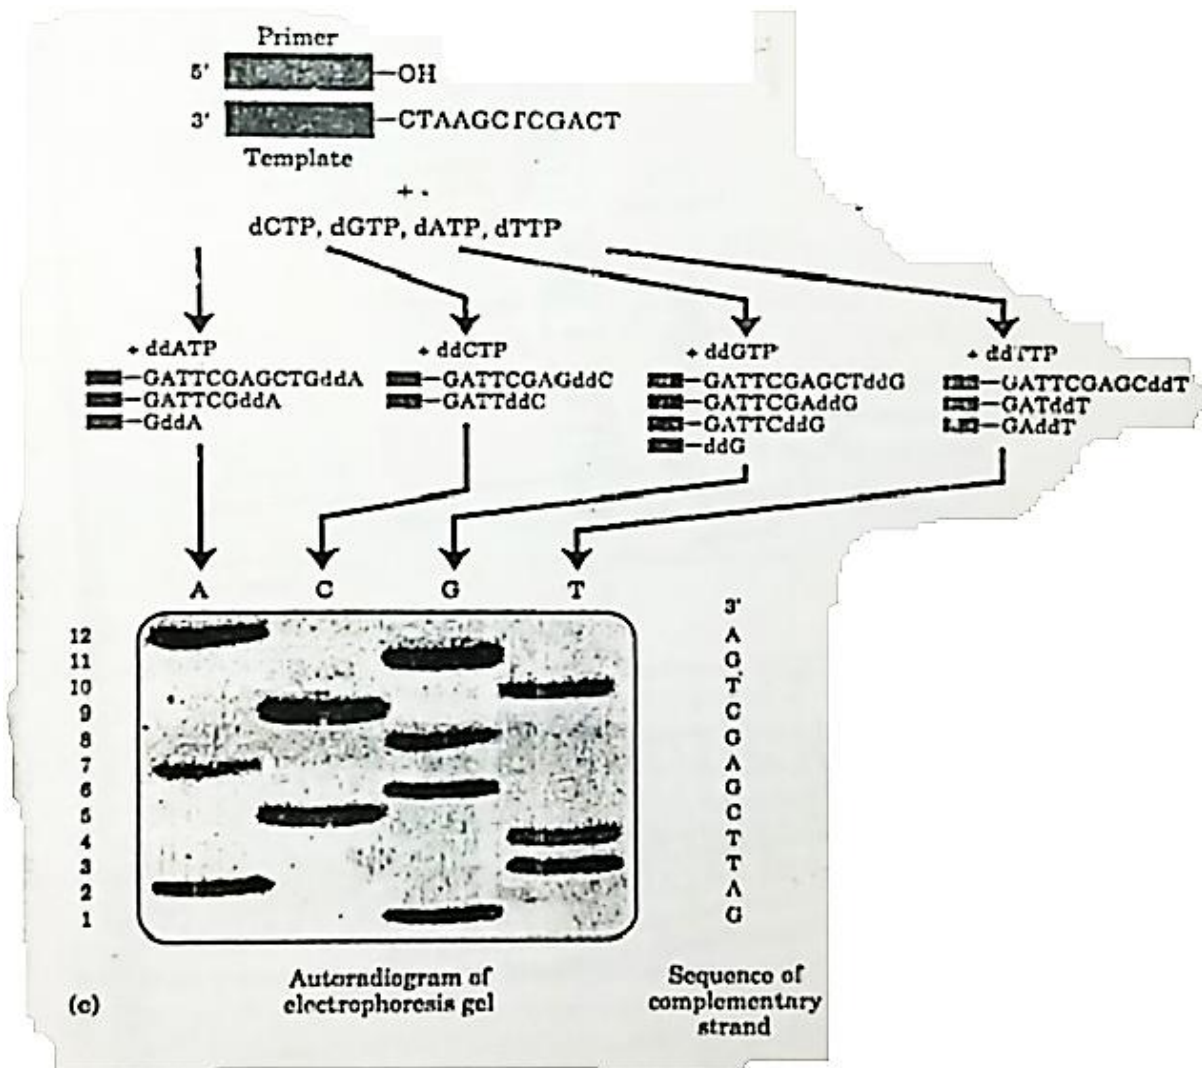 Primer
5' -OH
3' -CTAAGCTCGACT
Template
+
dCTP, dGTP, dATP, dTTP
+ ddATP
-GATTCGAGCTGddA
-GATTCGddA
-GddA
+ ddCTP
-GATTCGAGddC
-GATTddC
+ ddGTP
-GATTCGAGCTddG
-GATTCGAddG
-GATTCddG
-ddG
+ ddTTP
-GATTCGAGCddT
-GATddT
-GAddT
A C G T
12
11
10
9
8
7
6
5
4
3
2
1
3'
A
G
T
C
G
A
G
C
T
T
A
G
(c)
Autoradiogram of
electrophoresis gel
Sequence of
complementary
strand